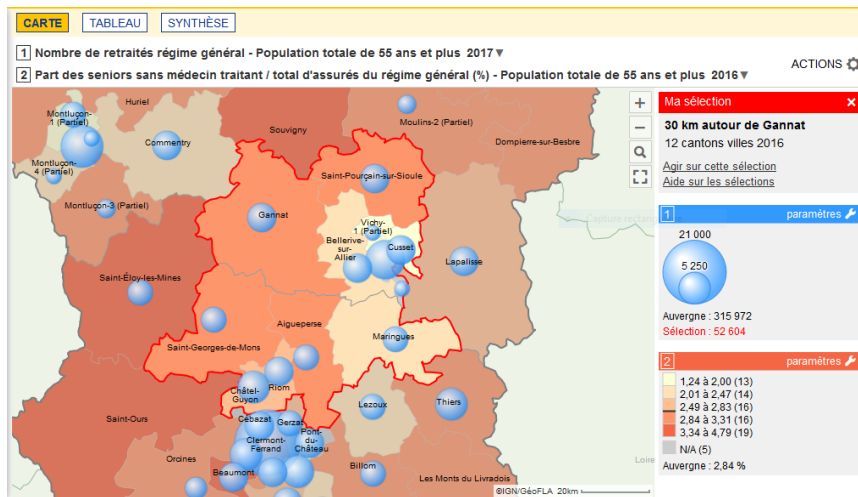 CARTE TABLEAU SYNTHÈSE
1 Nombre de retraités régime général - Population totale de 55 ans et plus 2017 ▼
2 Part des seniors sans médecin traitant / total d'assurés du régime général (%) - Population totale de 55 ans et plus 2016 ▼
ACTIONS
Huriel
Montluçon-
1 (Partiel)
Commentry
Souvigny
Moulins-2 (Partiel)
Dompierre-sur-Besbre
Montluçon-
4 (Partiel)
Saint-Pourçain-sur-Sioule
Montluçon-3 (Partiel)
Gannat
Vichy-
1 (Partiel)
Bellerive-
sur-
Allier
Cusset
Lapalisse
Saint-Éloy-les-Mines
Aigueperse
Maringues
Saint-Georges-de-Mons
Châtel-
Guyon
Riom
Lezoux
Thiers
Saint-Ours
Cébazat
Gerzat
Clermont-
Ferrand
Pont-
du-
Château
Orcines
Beaumont
Billom
Les Monts du Livradois
Loire
©IGN/GéoFLA 20km
+
−
Ma sélection ×
30 km autour de Gannat
12 cantons villes 2016
Agir sur cette sélection
Aide sur les sélections
Capture rectang
1 paramètres
21 000
5 250
Auvergne : 315 972
Sélection : 52 604
2 paramètres
1,24 à 2,00 (13)
2,01 à 2,47 (14)
2,49 à 2,83 (16)
2,84 à 3,31 (16)
3,34 à 4,79 (19)
N/A (5)
Auvergne : 2,84 %